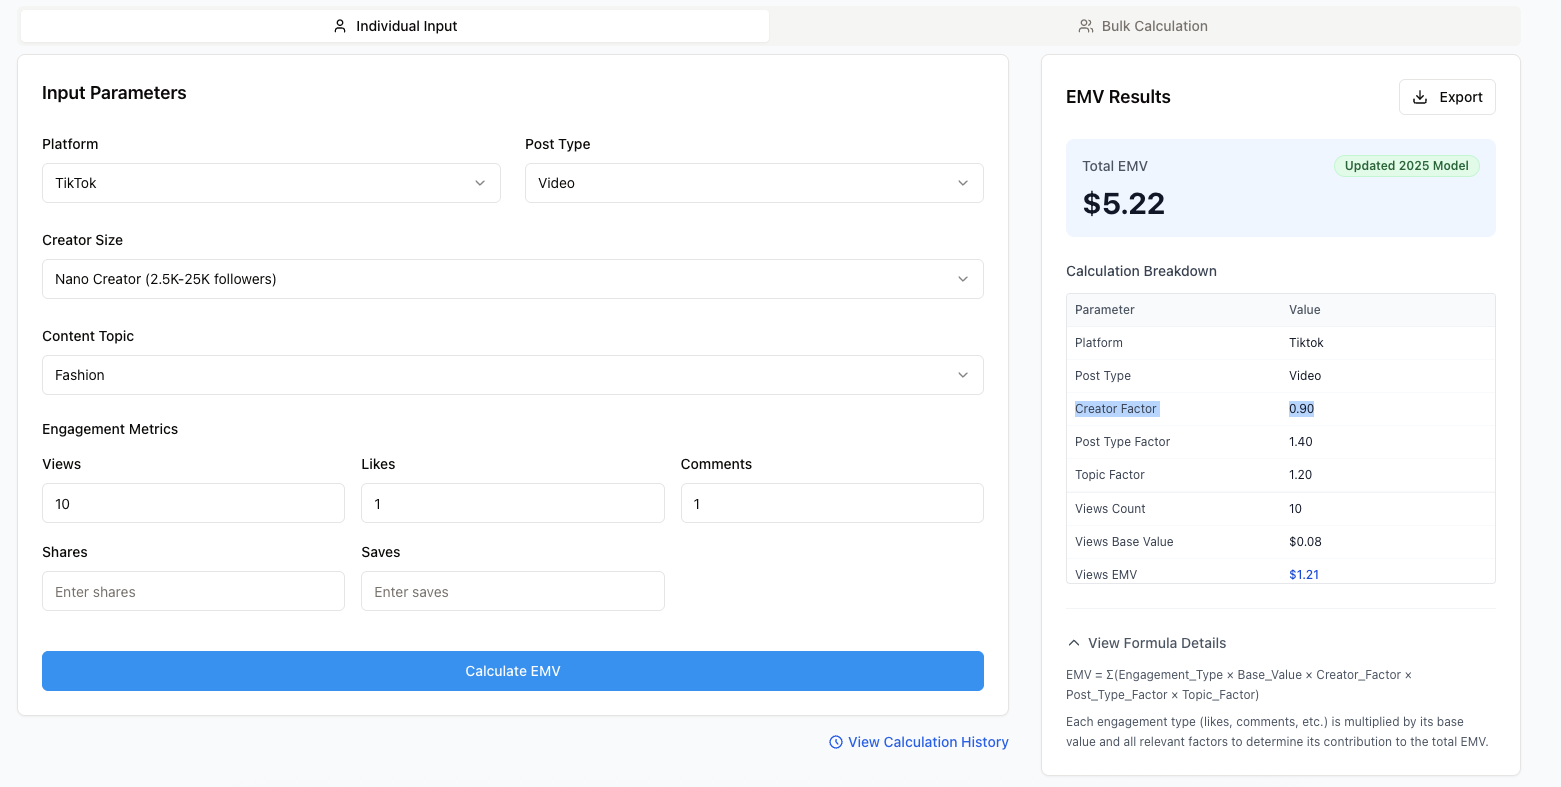 Individual Input
Bulk Calculation
Input Parameters
Platform
Post Type
TikTok
Video
Creator Size
Nano Creator (2.5K-25K followers)
Content Topic
Fashion
Engagement Metrics
Views
Likes
Comments
10
1
1
Shares
Saves
Enter shares
Enter saves
Calculate EMV
View Calculation History
EMV Results
Export
Total EMV
Updated 2025 Model
$5.22
Calculation Breakdown
Parameter Value
Platform Tiktok
Post Type Video
Creator Factor 0.90
Post Type Factor 1.40
Topic Factor 1.20
Views Count 10
Views Base Value $0.08
Views EMV $1.21
View Formula Details
EMV = Σ(Engagement_Type × Base_Value × Creator_Factor ×
Post_Type_Factor × Topic_Factor)
Each engagement type (likes, comments, etc.) is multiplied by its base
value and all relevant factors to determine its contribution to the total EMV.